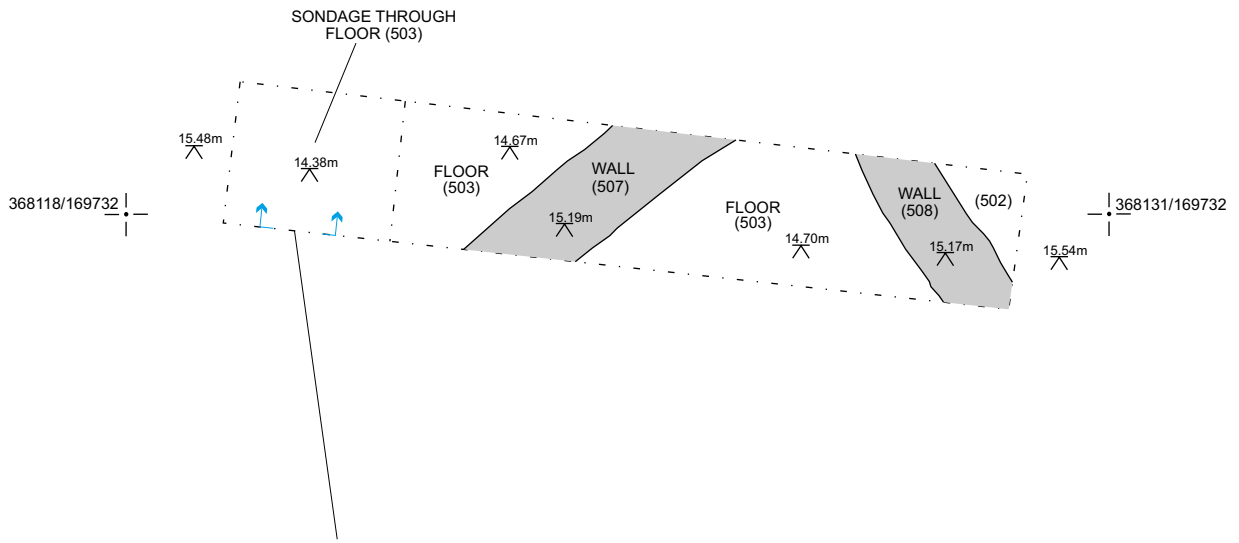 SONDAGE THROUGH
FLOOR (503)
15.48m
14.38m
14.67m
FLOOR
(503)
WALL
(507)
15.19m
FLOOR
(503)
14.70m
WALL
(508)
15.17m
(502)
15.54m
368118/169732
368131/169732